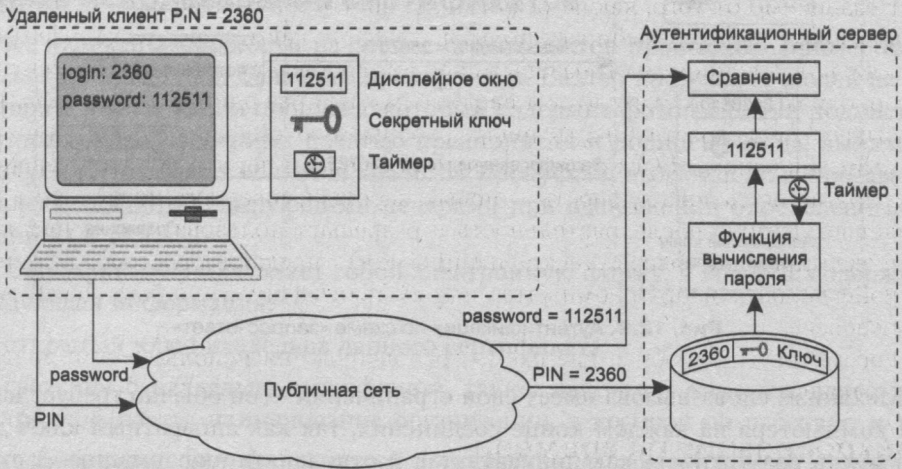 Удаленный клиент PiN = 2360
login: 2360
password: 112511
112511
Дисплейное окно
Секретный ключ
Таймер
password
PIN
Публичная сеть
password = 112511
PIN = 2360
Аутентификационный сервер
Сравнение
112511
Таймер
Функция
вычисления
пароля
2360
Ключ